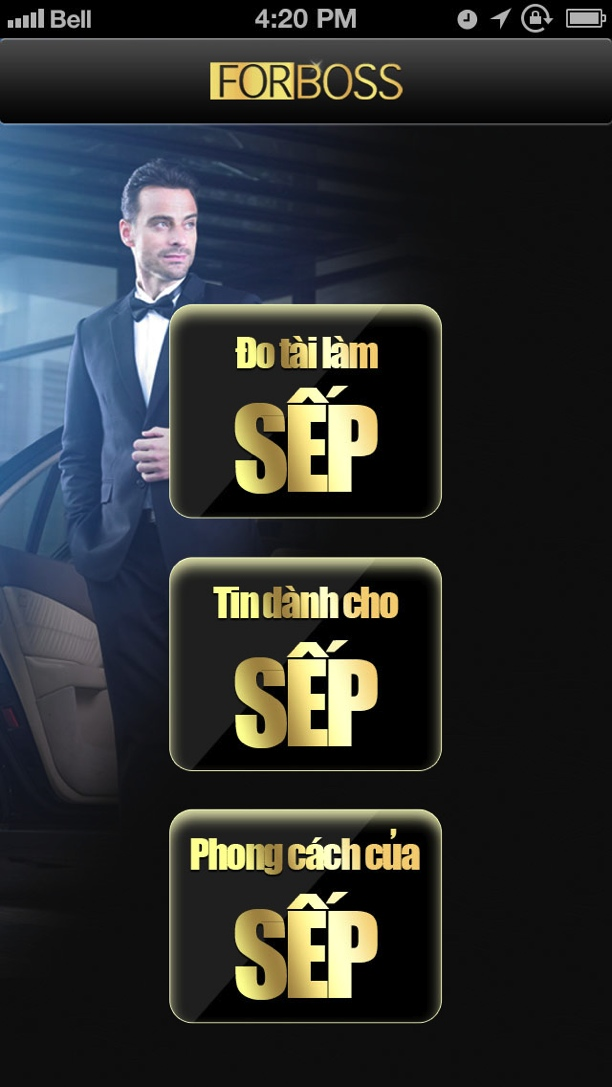 Bell 4:20 PM
FORBOSS
Đo tài làm
SẾP
Tin dành cho
SẾP
Phong cách của
SẾP